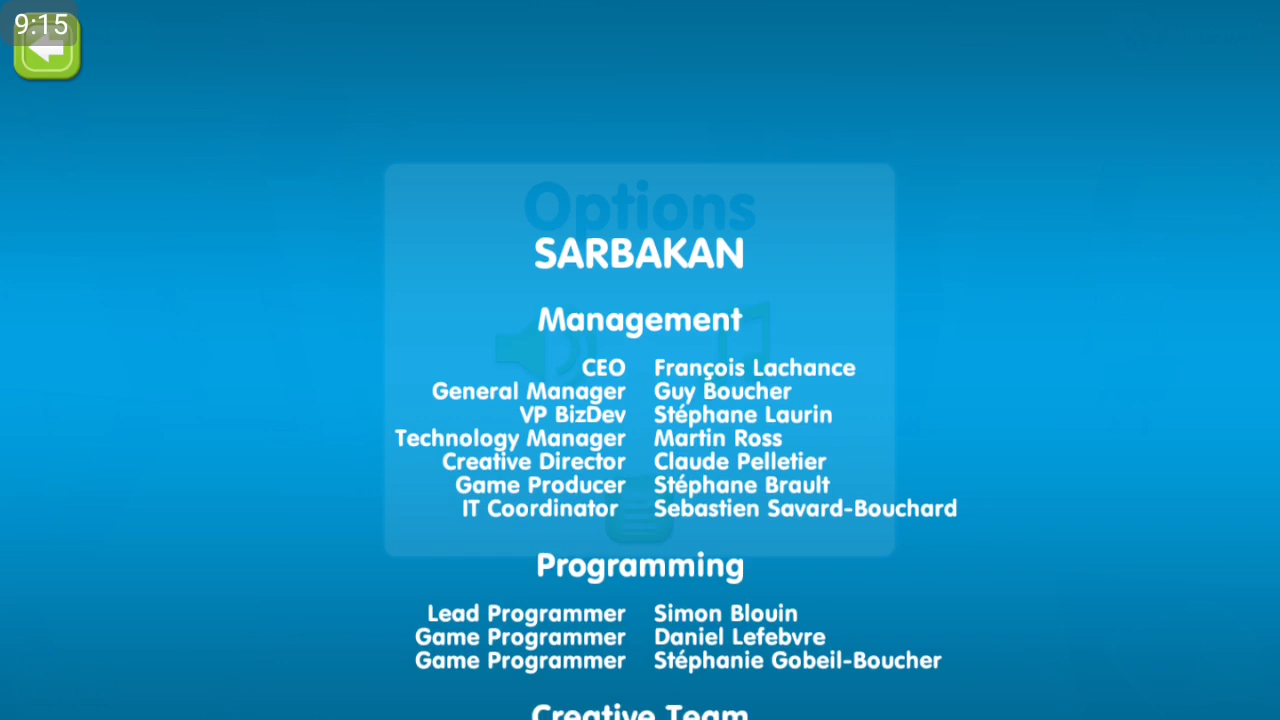 9:15
Options
SARBAKAN
Management
CEO François Lachance
General Manager Guy Boucher
VP BizDev Stéphane Laurin
Technology Manager Martin Ross
Creative Director Claude Pelletier
Game Producer Stéphane Brault
IT Coordinator Sebastien Savard-Bouchard
Programming
Lead Programmer Simon Blouin
Game Programmer Daniel Lefebvre
Game Programmer Stéphanie Gobeil-Boucher
Creative Team